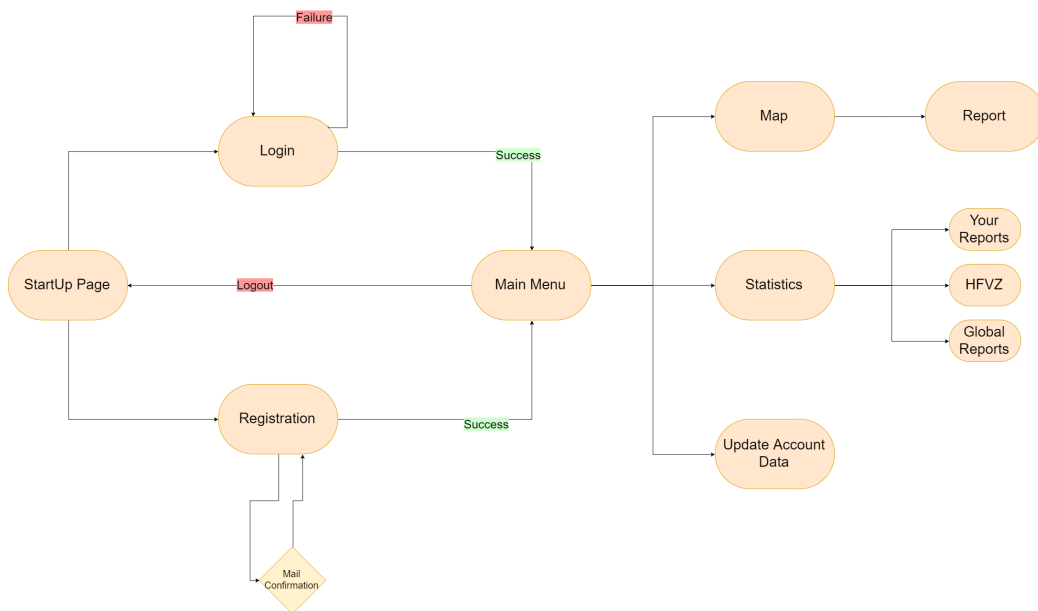 Failure
Login
Success
Map
Report
StartUp Page
Logout
Main Menu
Statistics
Your
Reports
HFVZ
Global
Reports
Registration
Success
Update Account
Data
Mail
Confirmation